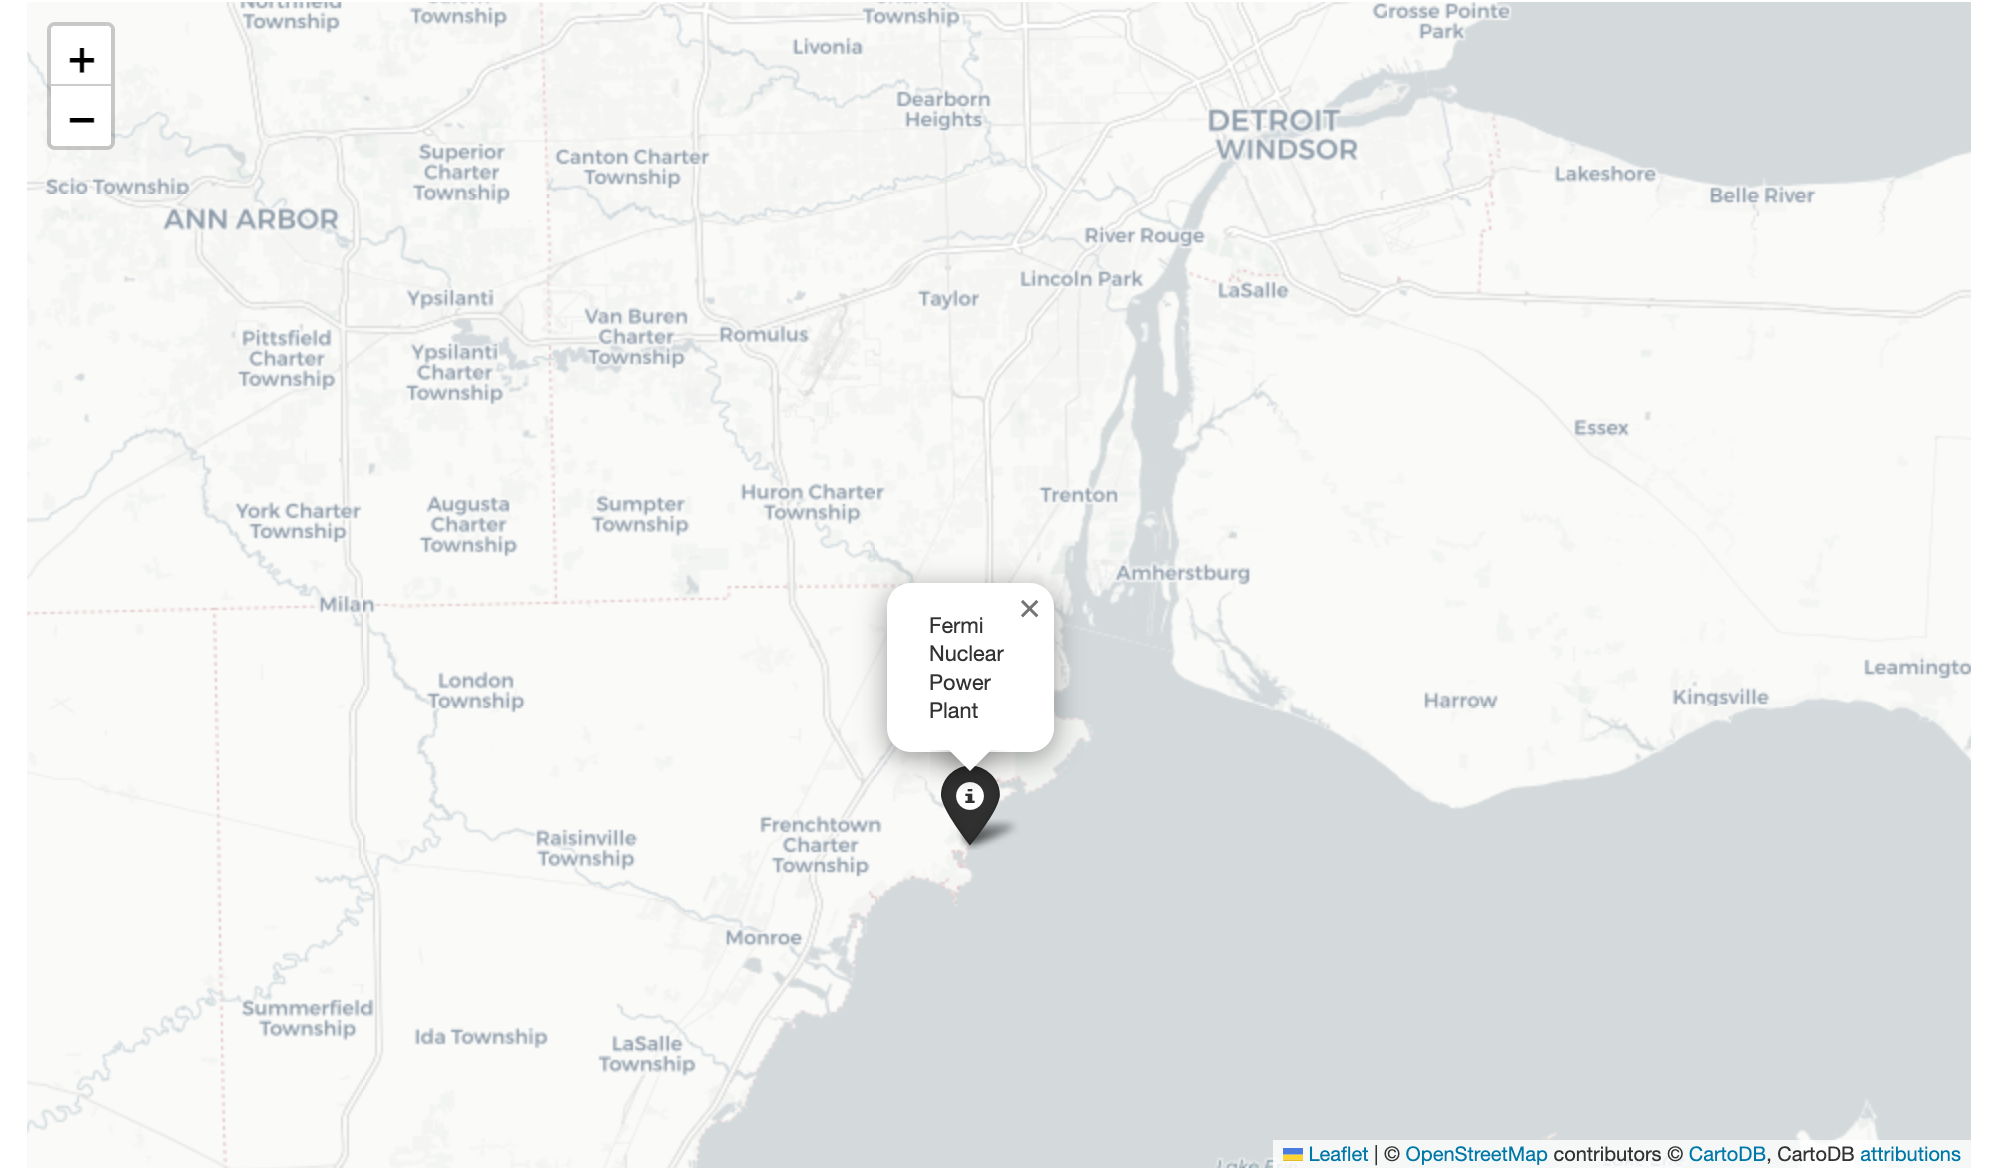 Northfield
Township
Salem
Township
Charter
Township
Grosse Pointe
Park
+
−
Livonia
Dearborn
Heights
DETROIT
WINDSOR
Superior
Charter
Township
Canton Charter
Township
Scio Township
ANN ARBOR
Lakeshore
Belle River
River Rouge
Lincoln Park
LaSalle
Ypsilanti
Taylor
Van Buren
Charter
Township
Romulus
Pittsfield
Charter
Township
Ypsilanti
Charter
Township
Essex
York Charter
Township
Augusta
Charter
Township
Sumpter
Township
Huron Charter
Township
Trenton
Amherstburg
Milan
×
Fermi
Nuclear
Power
Plant
London
Township
Harrow
Kingsville
Leamingto
i
Raisinville
Township
Frenchtown
Charter
Township
Monroe
Summerfield
Township
Ida Township
LaSalle
Township
Leaflet | © OpenStreetMap contributors © CartoDB, CartoDB attributions